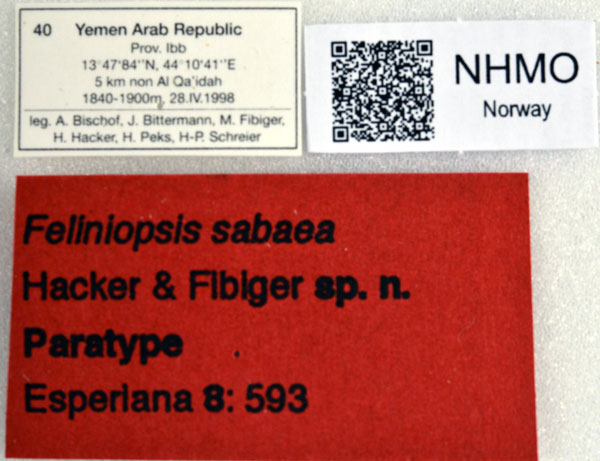 40 Yemen Arab Republic
Prov. Ibb
13°47'84''N, 44°10'41''E
5 km non Al Qa'idah
1840-1900m, 28.IV.1998
leg. A. Bischof, J. Bittermann, M. Fibiger,
H. Hacker, H. Peks, H-P. Schreier
NHMO
Norway
Feliniopsis sabaea
Hacker & Fibiger sp. n.
Paratype
Esperiana 8: 593